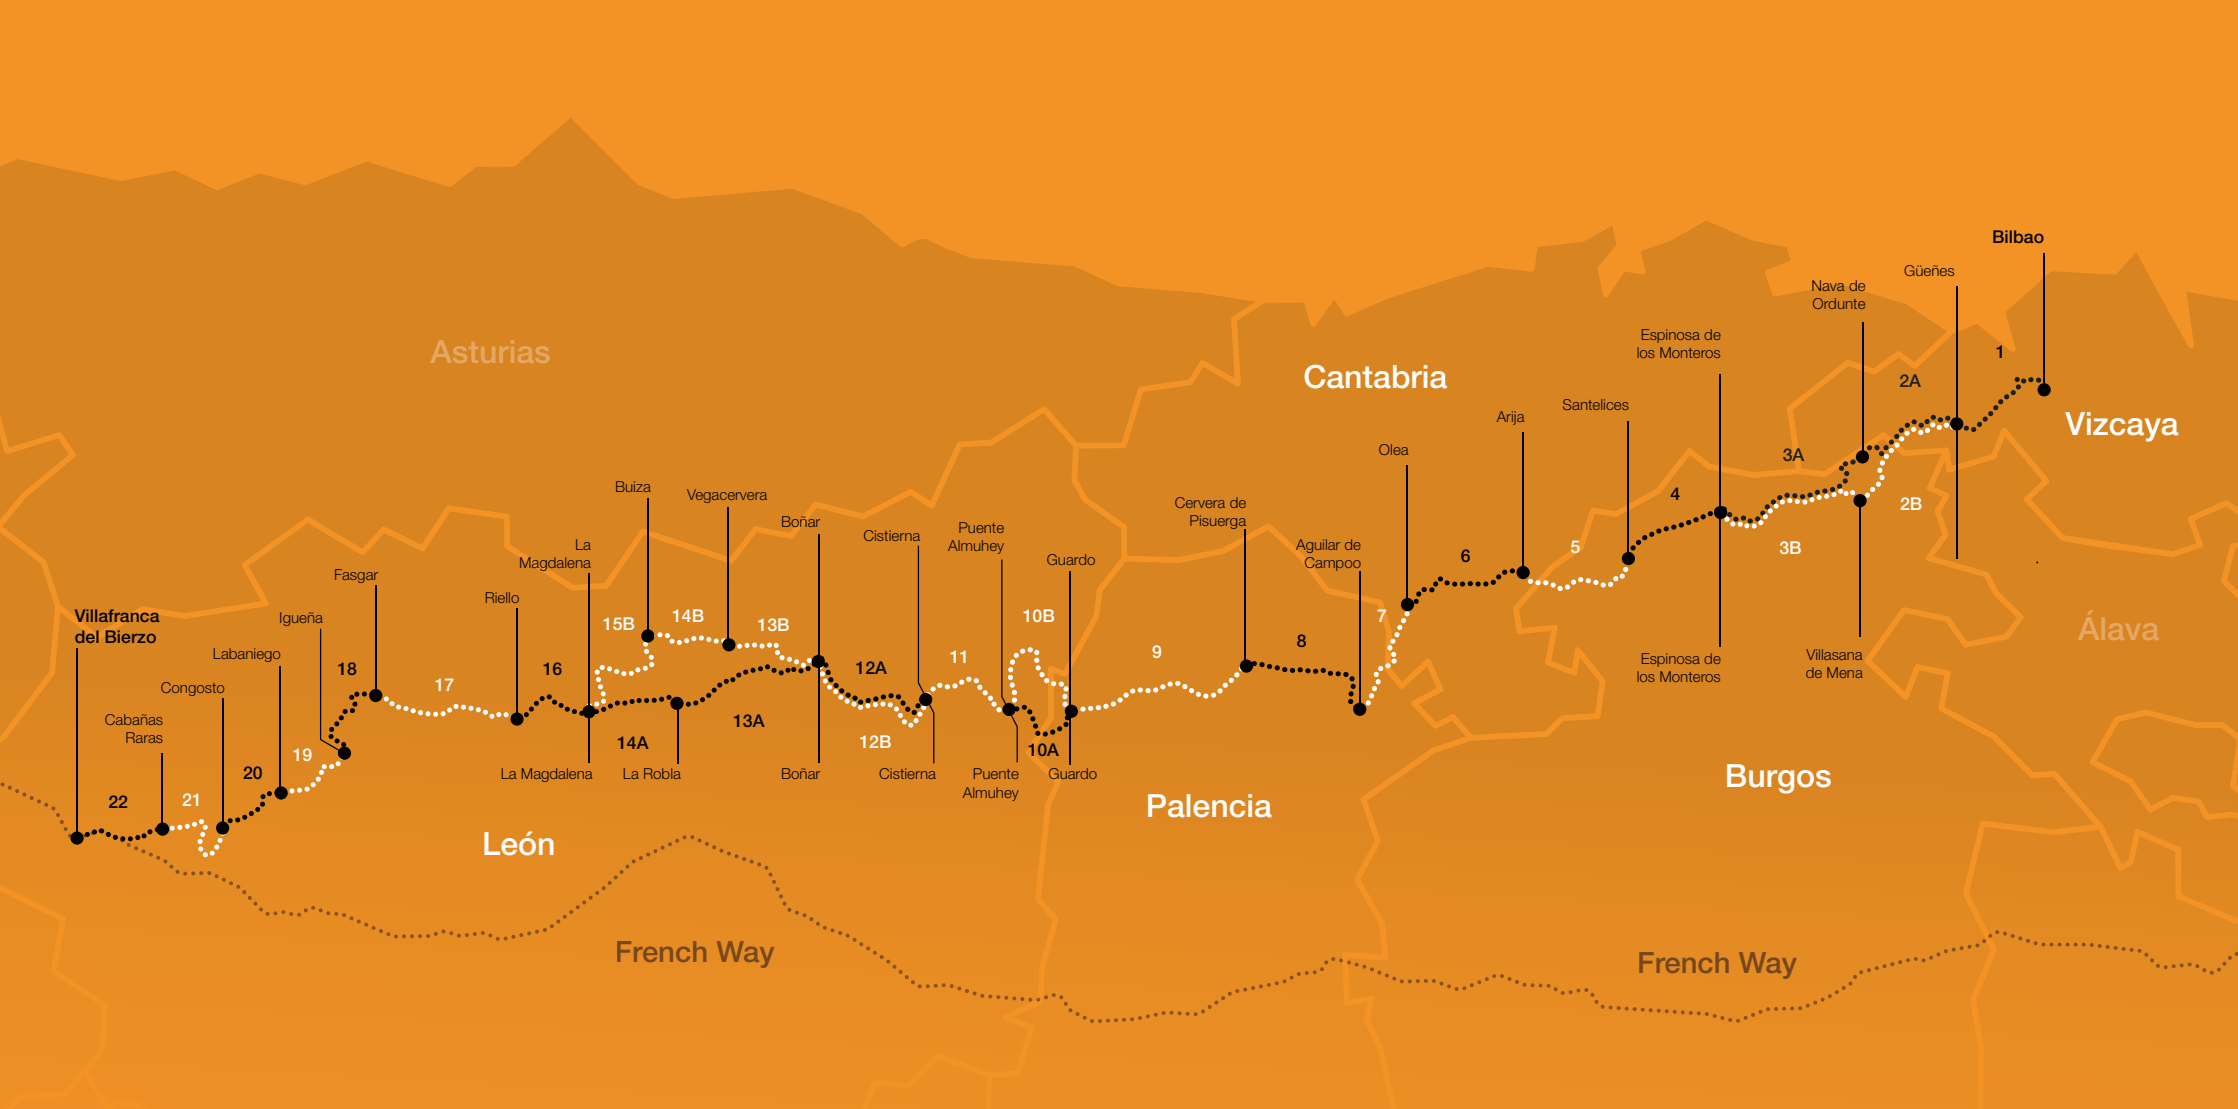 Bilbao
Güeñes
Nava de
Ordunte
Espinosa de
los Monteros
1
2A
Cantabria
Asturias
Vizcaya
Santelices
Arija
Olea
3A
4
2B
3B
5
6
Buiza
Vegacervera
Boñar
Cistierna
Puente
Almuhey
Guardo
Cervera de
Pisuerga
Aguilar de
Campoo
La
Magdalena
Fasgar
Riello
Igueña
Villafranca
del Bierzo
Labaniego
Congosto
Cabañas
Raras
15B
14B
13B
10B
7
8
9
Álava
Espinosa de
los Monteros
Villasana
de Mena
18
17
16
12A
11
14A
13A
12B
10A
19
20
21
22
La Magdalena
La Robla
Boñar
Cistierna
Puente
Almuhey
Guardo
Burgos
Palencia
León
French Way
French Way